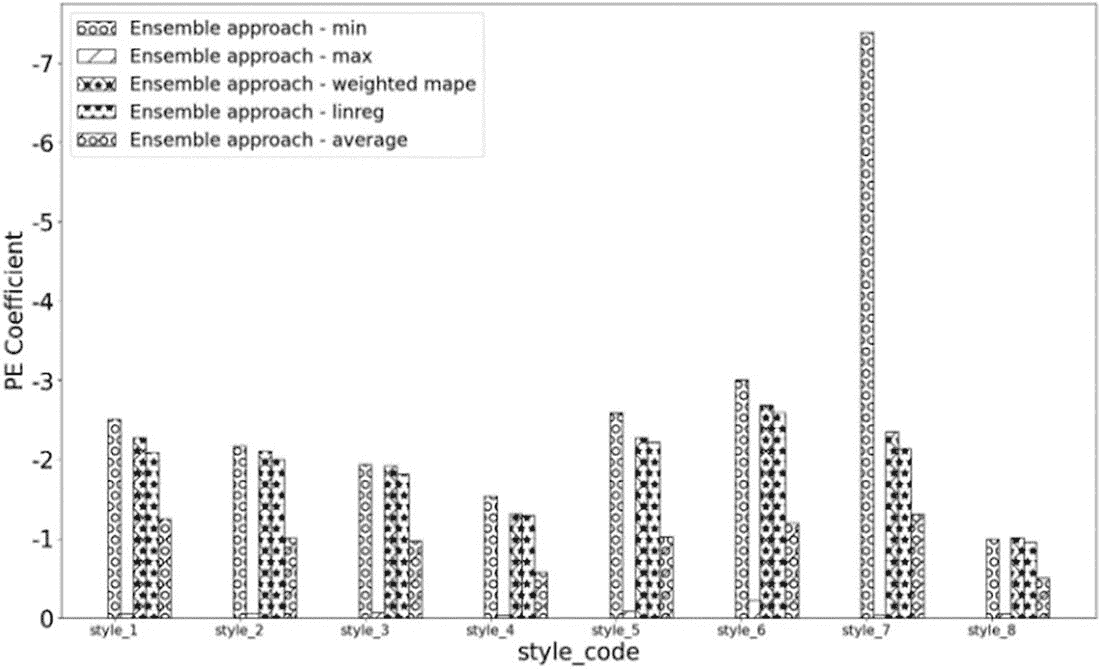 Ensemble approach - min
Ensemble approach - max
Ensemble approach - weighted mape
Ensemble approach - linreg
Ensemble approach - average
PE Coefficient
-7
-6
-5
-4
-3
-2
-1
0
style_1 style_2 style_3 style_4 style_5 style_6 style_7 style_8
style_code